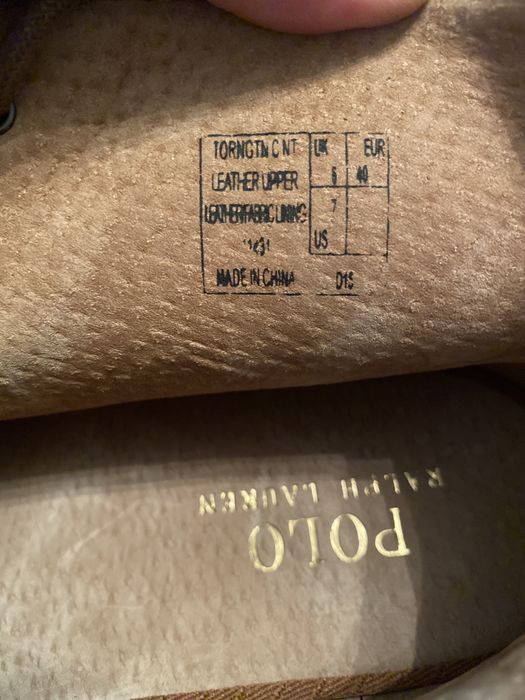 TORNGTN C NT
LEATHER UPPER
LEATHER/FABRIC LINING
MADE IN CHINA
UK EUR
6 40
7
US
D15
POLO
RALPH LAUREN